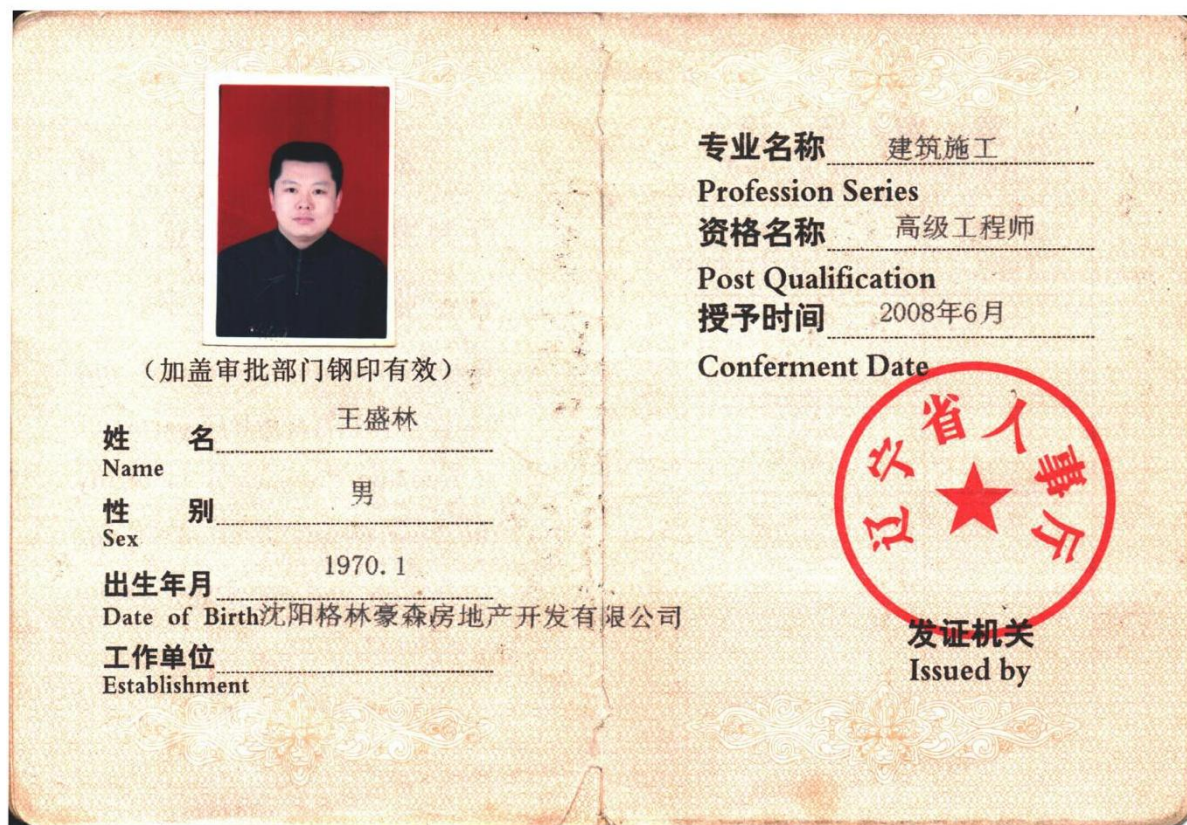 （加盖审批部门钢印有效）
姓 名 王盛林
Name
性 别 男
Sex
出生年月 1970.1
Date of Birth 沈阳格林豪森房地产开发有限公司
工作单位
Establishment
专业名称 建筑施工
Profession Series
资格名称 高级工程师
Post Qualification
授予时间 2008年6月
Conferment Date
辽宁省人事厅
发证机关
Issued by